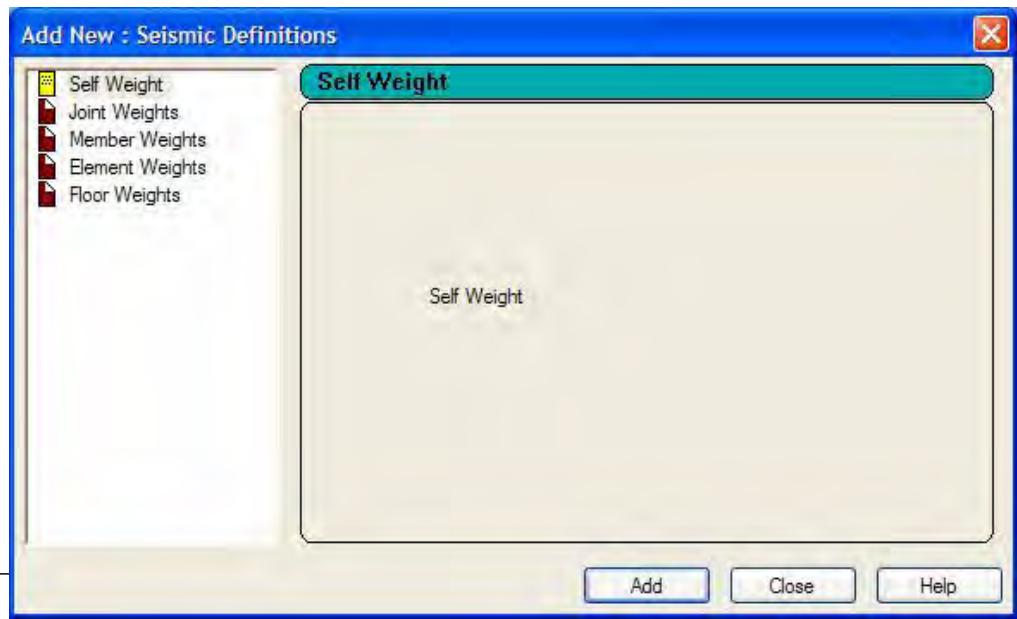 Add New : Seismic Definitions
Self Weight
Joint Weights
Member Weights
Element Weights
Floor Weights
Self Weight
Self Weight
Add
Close
Help